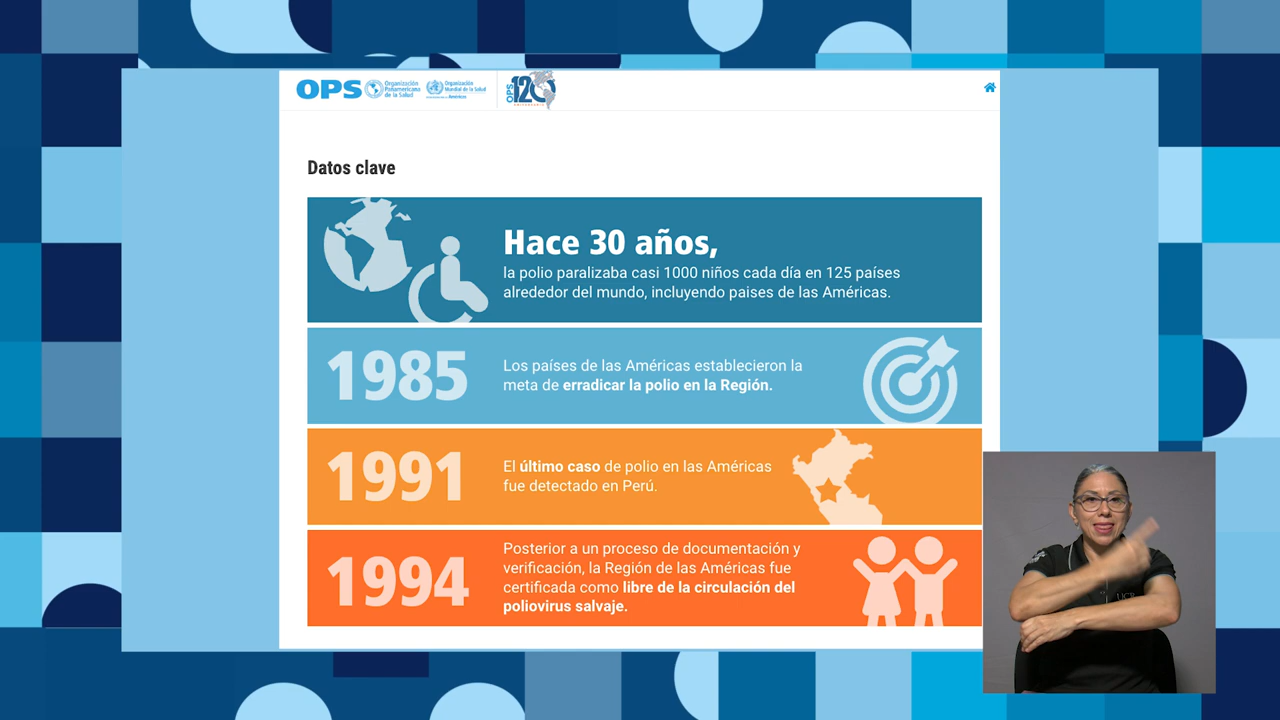 OPS
Organización
Panamericana
de la Salud
Organización
Mundial de la Salud
Américas
OPS
120
ANIVERSARIO
Datos clave
Hace 30 años,
la polio paralizaba casi 1000 niños cada día en 125 países
alrededor del mundo, incluyendo paises de las Américas.
1985
Los países de las Américas establecieron la
meta de erradicar la polio en la Región.
1991
El último caso de polio en las Américas
fue detectado en Perú.
1994
Posterior a un proceso de documentación y
verificación, la Región de las Américas fue
certificada como libre de la circulación del
poliovirus salvaje.
UCR